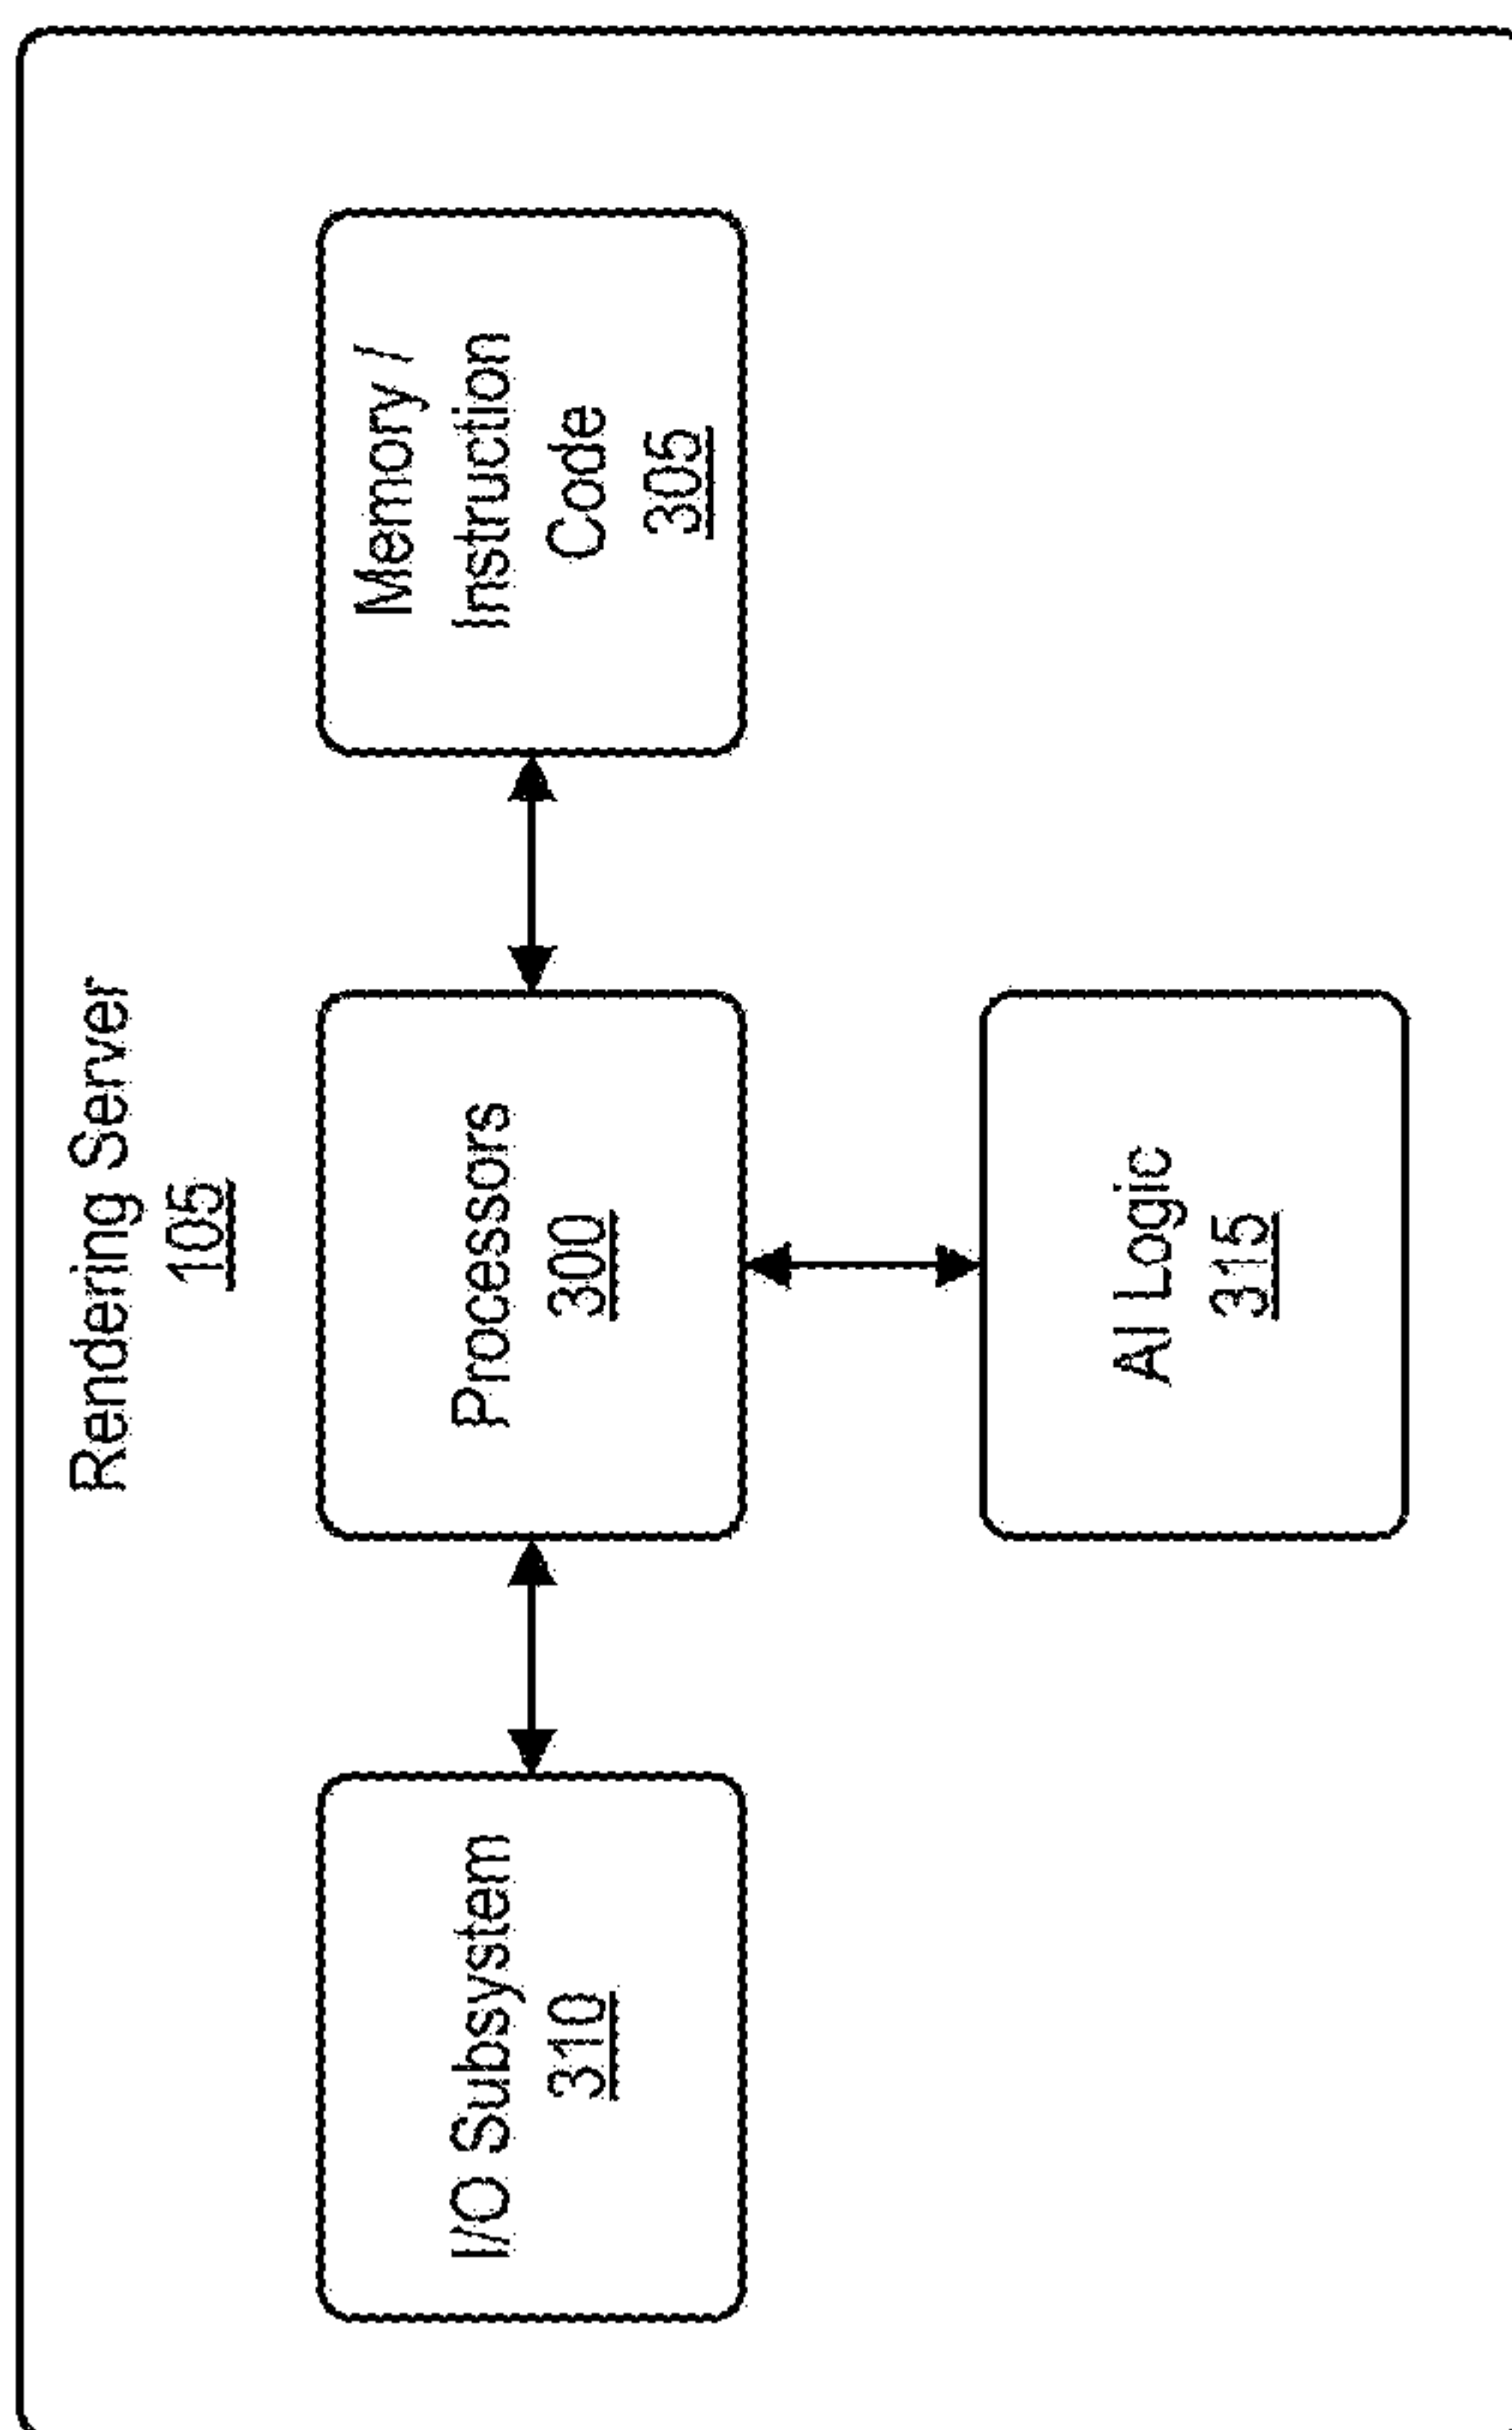 Rendering Server
105
I/O Subsystem
310
Processors
300
Memory /
Instruction
Code
305
AI Logic
315